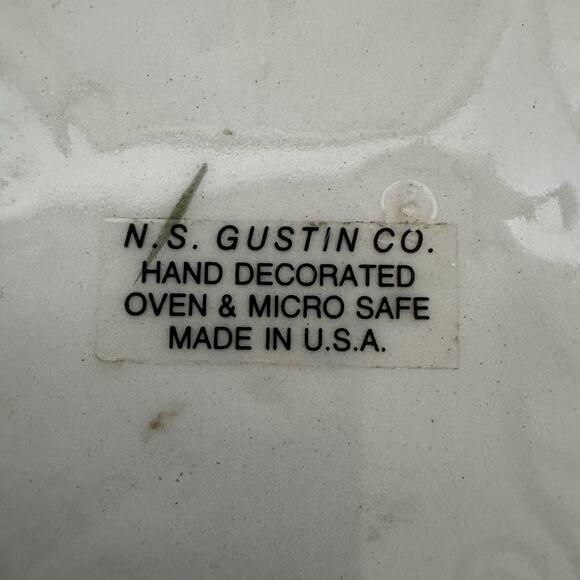 N.S. GUSTIN CO.
HAND DECORATED
OVEN & MICRO SAFE
MADE IN U.S.A.